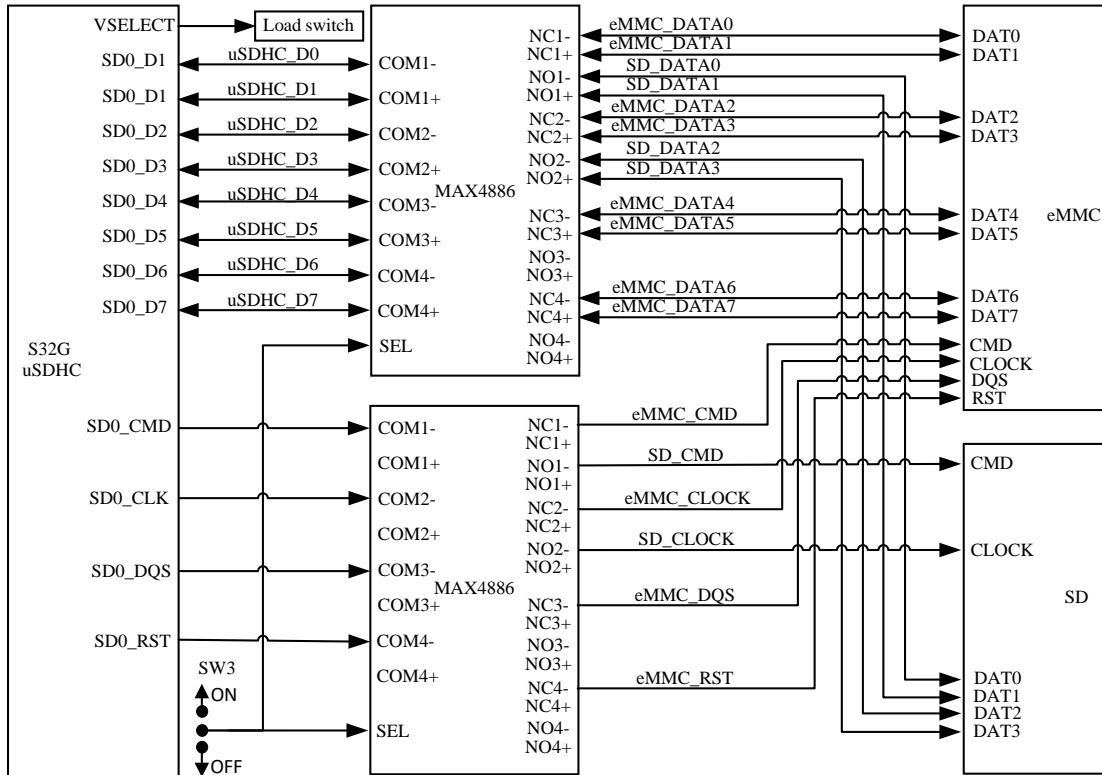 VSELECT
Load switch
SD0_D1
uSDHC_D0
COM1-
SD0_D1
uSDHC_D1
COM1+
SD0_D2
uSDHC_D2
COM2-
SD0_D3
uSDHC_D3
COM2+
SD0_D4
uSDHC_D4
COM3-
SD0_D5
uSDHC_D5
COM3+
SD0_D6
uSDHC_D6
COM4-
SD0_D7
uSDHC_D7
COM4+
SEL
MAX4886
S32G
uSDHC
NC1-
eMMC_DATA0
DAT0
NC1+
eMMC_DATA1
DAT1
NO1-
SD_DATA0
NO1+
SD_DATA1
NC2-
eMMC_DATA2
DAT2
NC2+
eMMC_DATA3
DAT3
NO2-
SD_DATA2
NO2+
SD_DATA3
NC3-
eMMC_DATA4
DAT4
NC3+
eMMC_DATA5
DAT5
eMMC
NO3-
NO3+
NC4-
eMMC_DATA6
DAT6
NC4+
eMMC_DATA7
DAT7
NO4-
NO4+
CMD
CLOCK
DQS
RST
SD0_CMD
COM1-
COM1+
SD0_CLK
COM2-
COM2+
SD0_DQS
COM3-
COM3+
SD0_RST
COM4-
COM4+
SEL
MAX4886
SW3
ON
OFF
NC1-
eMMC_CMD
NC1+
NO1-
SD_CMD
CMD
NO1+
NC2-
eMMC_CLOCK
NC2+
NO2-
SD_CLOCK
CLOCK
NO2+
NC3-
eMMC_DQS
NC3+
NO3-
NO3+
NC4-
eMMC_RST
NC4+
NO4-
NO4+
SD
DAT0
DAT1
DAT2
DAT3